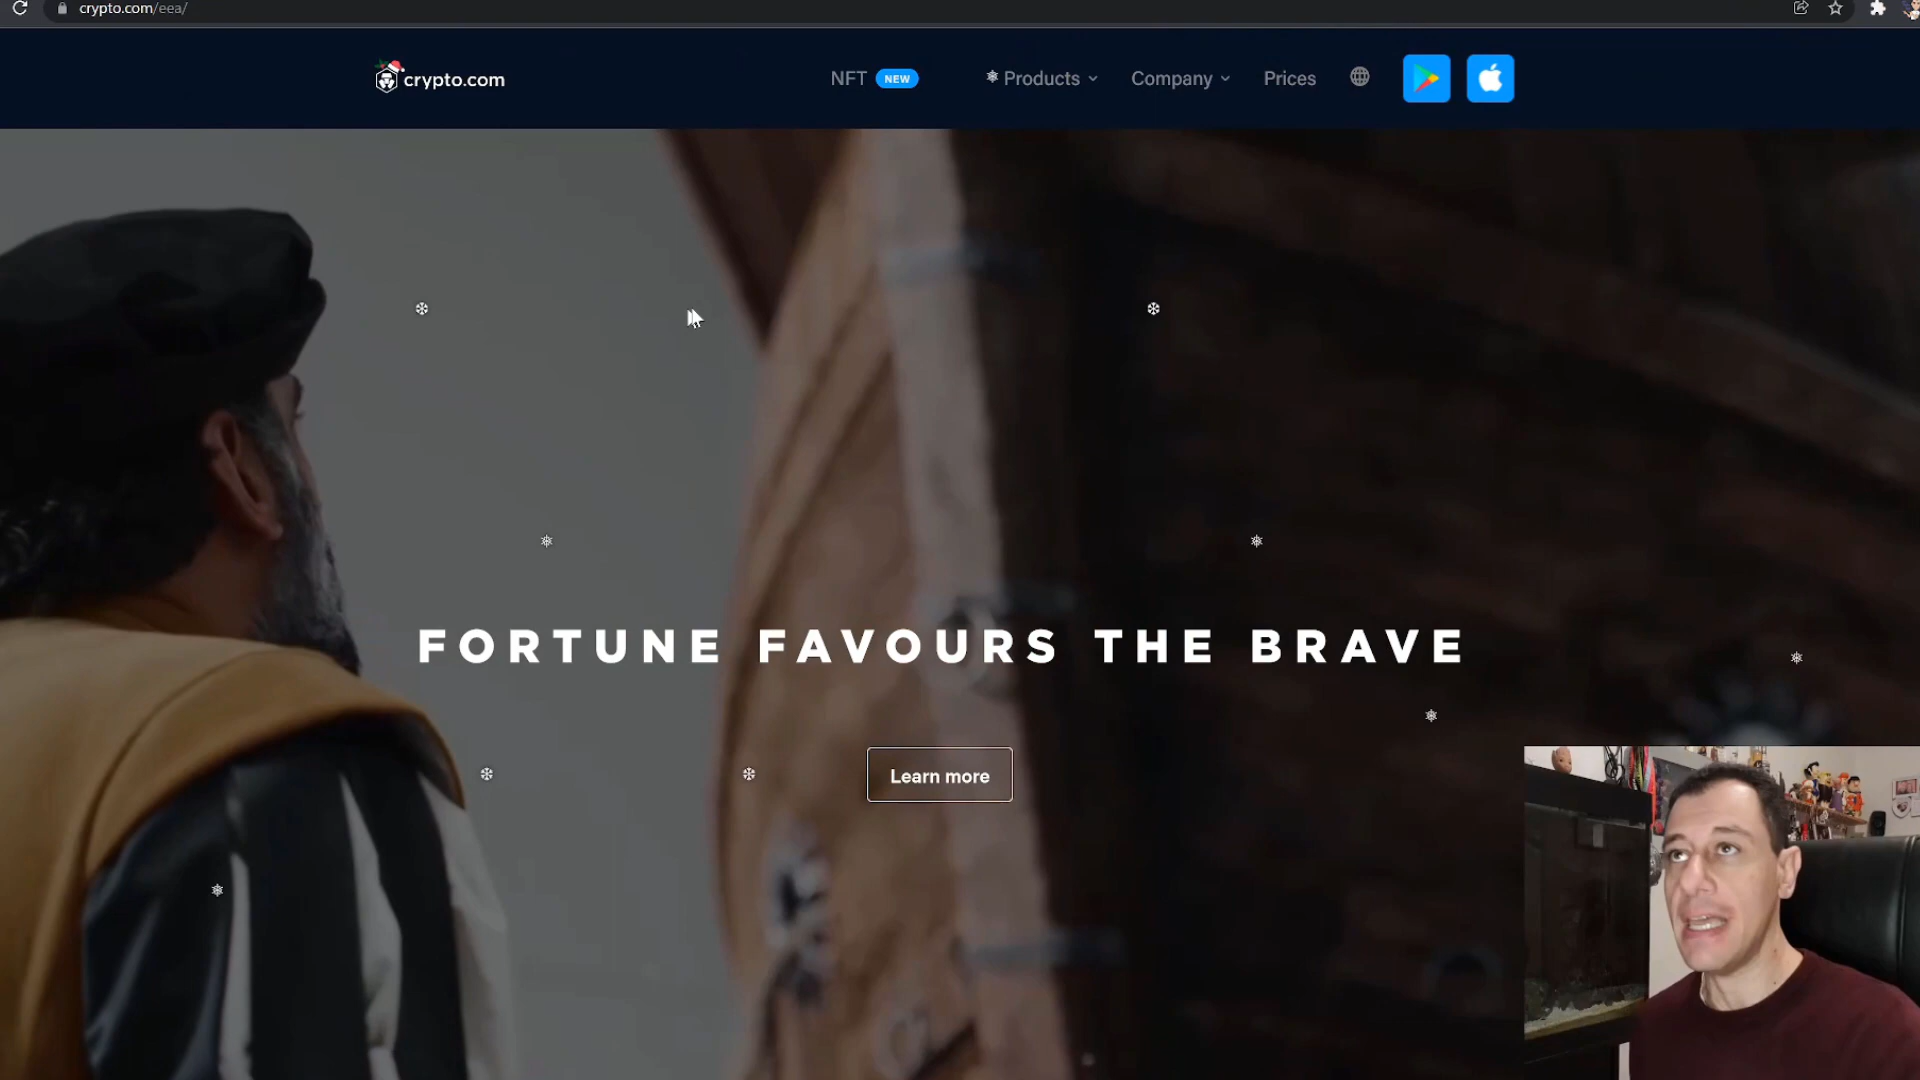 crypto.com/eea/
crypto.com
NFT NEW Products Company Prices
FORTUNE FAVOURS THE BRAVE
Learn more